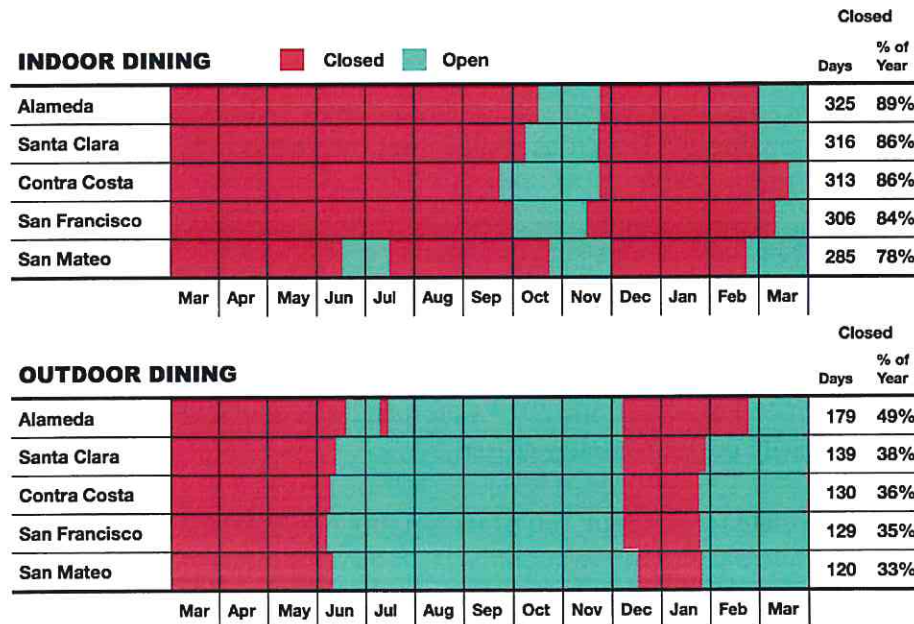 Closed
INDOOR DINING Closed Open Days % of Year
Alameda 325 89%
Santa Clara 316 86%
Contra Costa 313 86%
San Francisco 306 84%
San Mateo 285 78%
Mar Apr May Jun Jul Aug Sep Oct Nov Dec Jan Feb Mar
Closed
OUTDOOR DINING Days % of Year
Alameda 179 49%
Santa Clara 139 38%
Contra Costa 130 36%
San Francisco 129 35%
San Mateo 120 33%
Mar Apr May Jun Jul Aug Sep Oct Nov Dec Jan Feb Mar